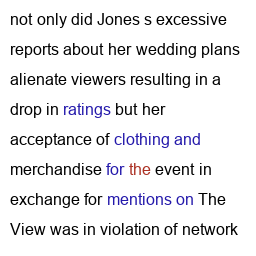 not only did Jones s excessive
reports about her wedding plans
alienate viewers resulting in a
drop in ratings but her
acceptance of clothing and
merchandise for the event in
exchange for mentions on The
View was in violation of network